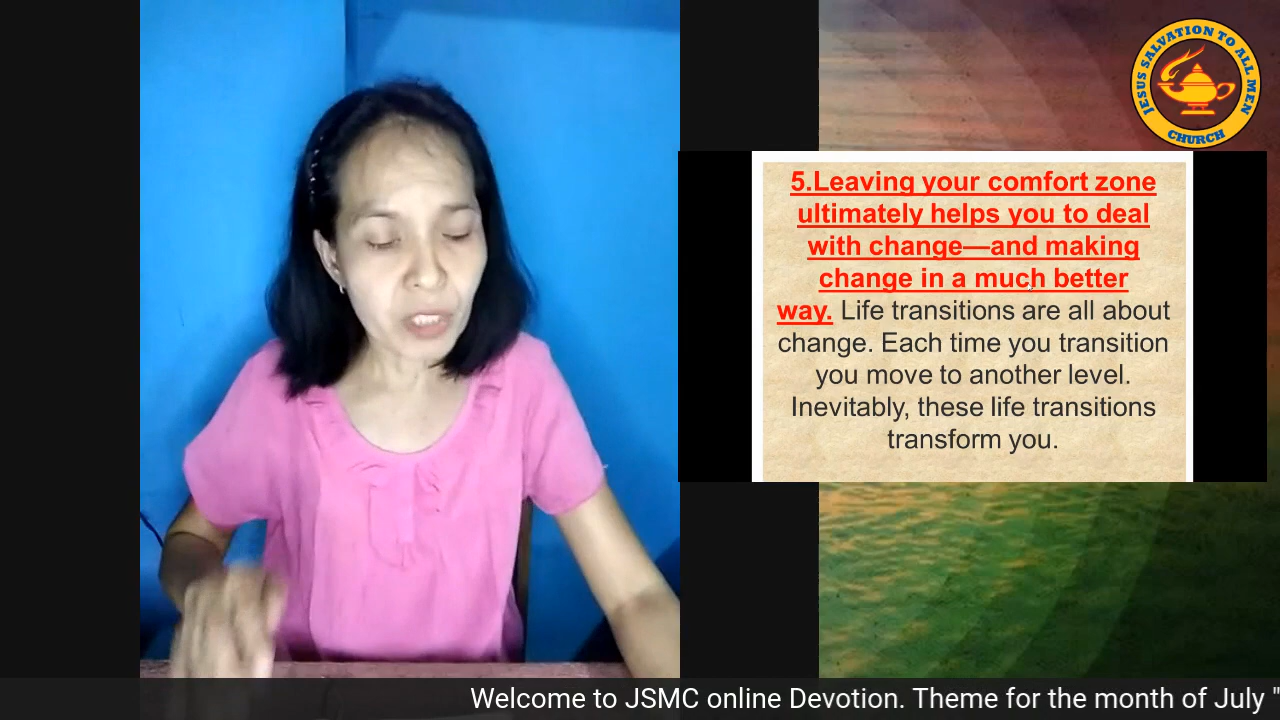 JESUS SALVATION TO ALL MEN
CHURCH
5.Leaving your comfort zone
ultimately helps you to deal
with change—and making
change in a much better
way. Life transitions are all about
change. Each time you transition
you move to another level.
Inevitably, these life transitions
transform you.
Welcome to JSMC online Devotion. Theme for the month of July "